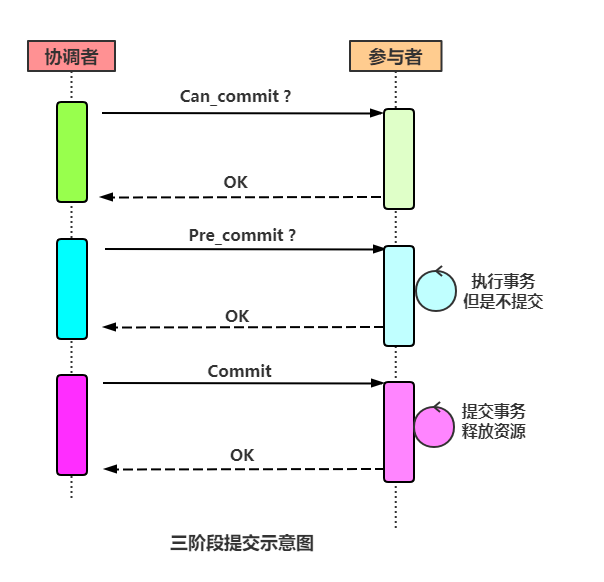 协调者
参与者
Can_commit ?
OK
Pre_commit ?
执行事务
但是不提交
OK
Commit
提交事务
释放资源
OK
三阶段提交示意图